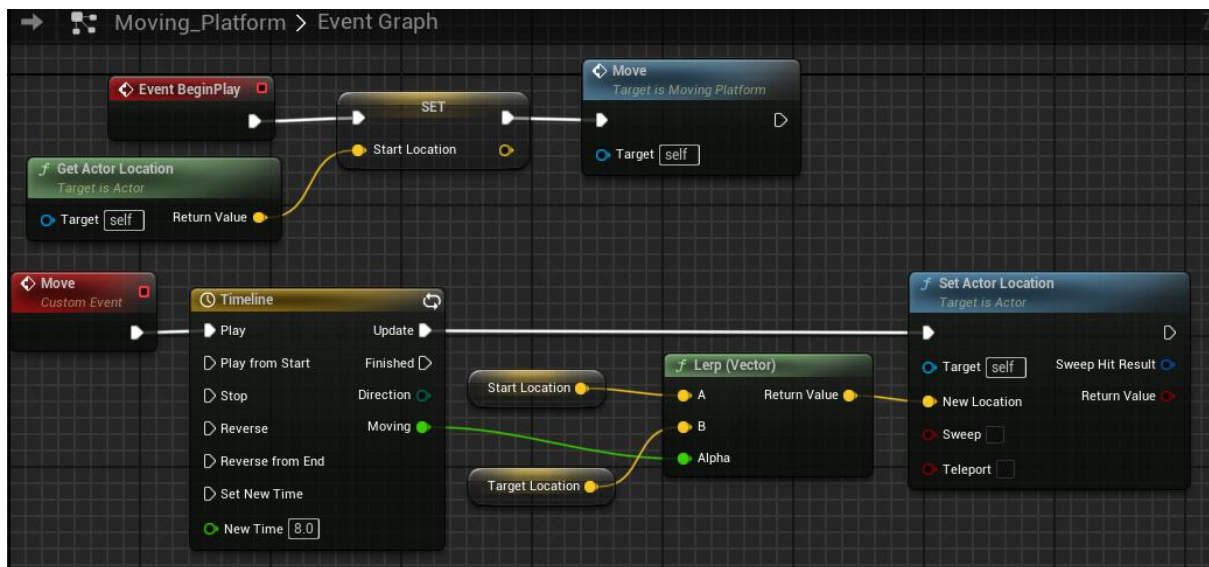 Moving_Platform > Event Graph
Event BeginPlay
SET
Start Location
Move
Target is Moving Platform
Target self
Get Actor Location
Target is Actor
Target self Return Value
Move
Custom Event
Timeline
Play Update
Play from Start Finished
Stop Direction
Reverse Moving
Reverse from End
Set New Time
New Time 8.0
Start Location
Target Location
Lerp (Vector)
A Return Value
B
Alpha
Set Actor Location
Target is Actor
Target self Sweep Hit Result
New Location Return Value
Sweep
Teleport